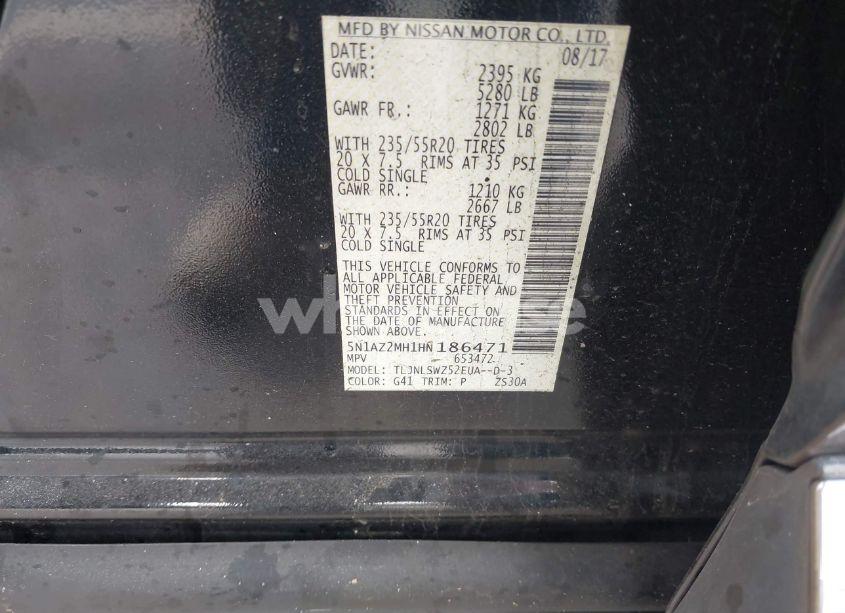 MFD BY NISSAN MOTOR CO., LTD.
DATE: 08/17
GVWR: 2395 KG
5280 LB
GAWR FR.: 1271 KG
2802 LB
WITH 235/55R20 TIRES
20 X 7.5 RIMS AT 35 PSI
COLD SINGLE
GAWR RR.: 1210 KG
2667 LB
WITH 235/55R20 TIRES
20 X 7.5 RIMS AT 35 PSI
COLD SINGLE
THIS VEHICLE CONFORMS TO
ALL APPLICABLE FEDERAL
MOTOR VEHICLE SAFETY AND
THEFT PREVENTION
STANDARDS IN EFFECT ON
THE DATE OF MANUFACTURE
SHOWN ABOVE.
5N1AZ2MH1HN186471
MPV 653472
MODEL: TLJNLSWZ52EUA--D-3
COLOR: G41 TRIM: P ZS30A